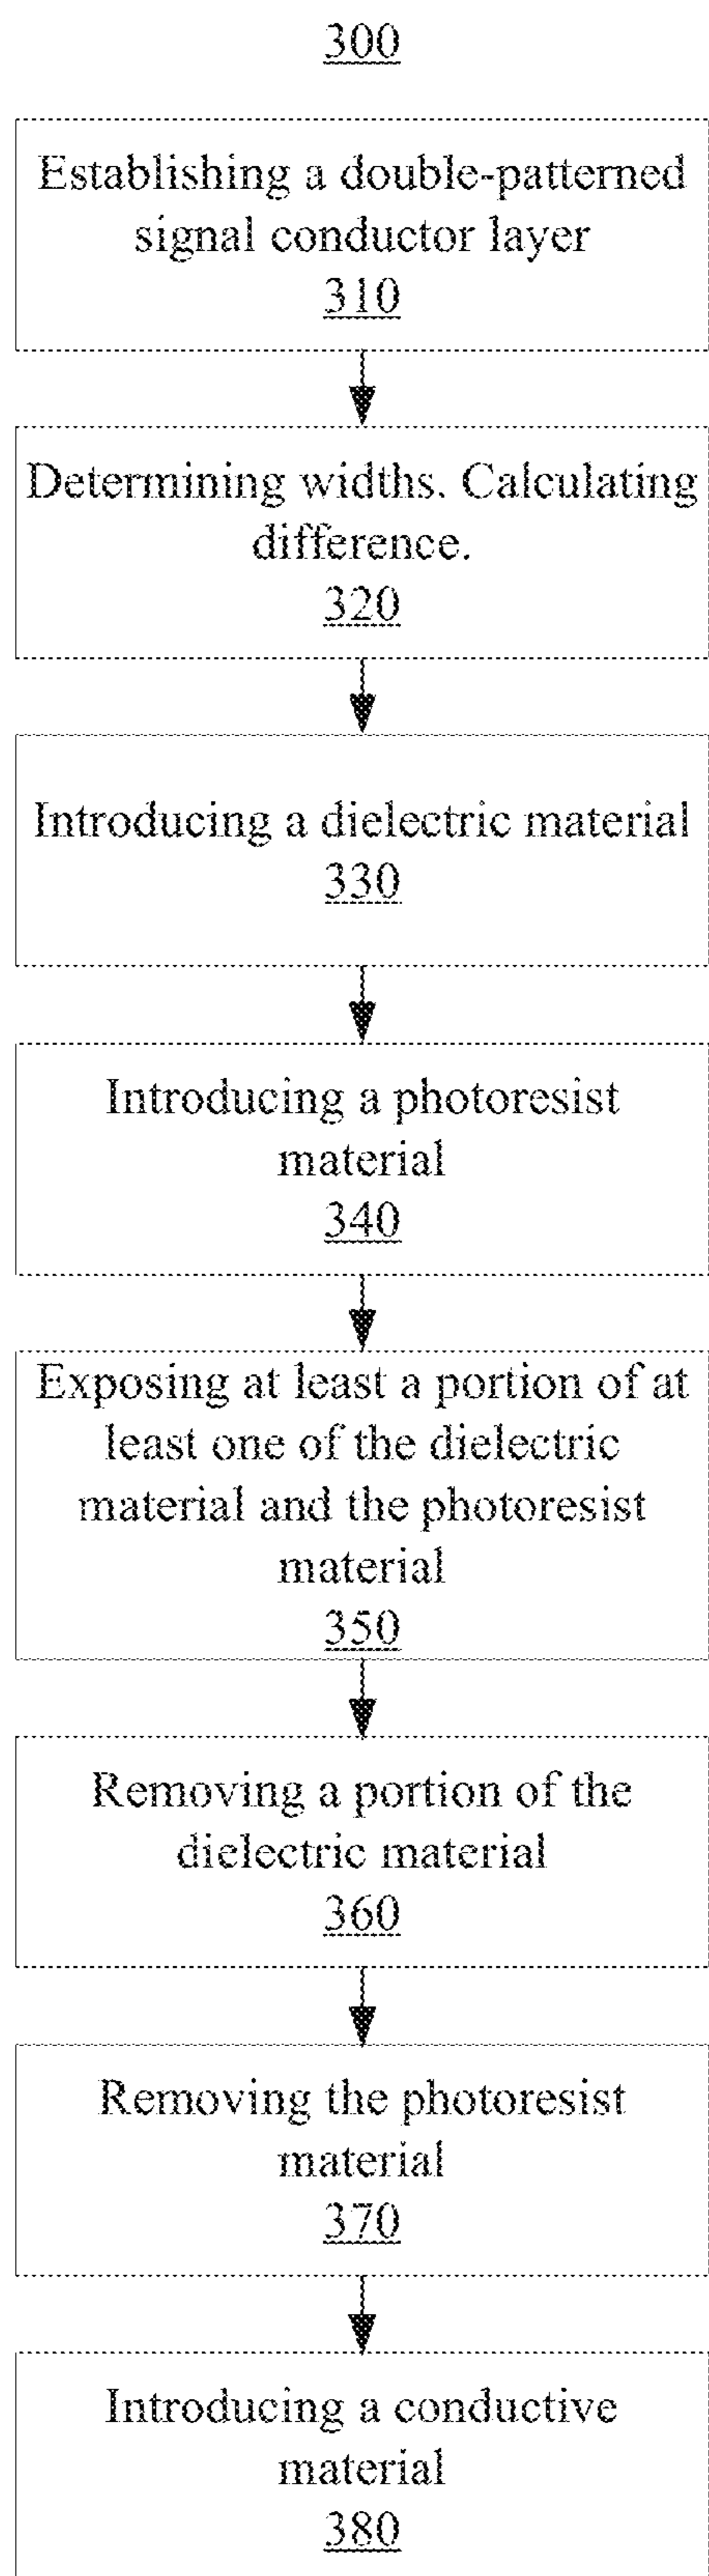 300
Establishing a double-patterned
signal conductor layer
310
Determining widths. Calculating
difference.
320
Introducing a dielectric material
330
Introducing a photoresist
material
340
Exposing at least a portion of at
least one of the dielectric
material and the photoresist
material
350
Removing a portion of the
dielectric material
360
Removing the photoresist
material
370
Introducing a conductive
material
380